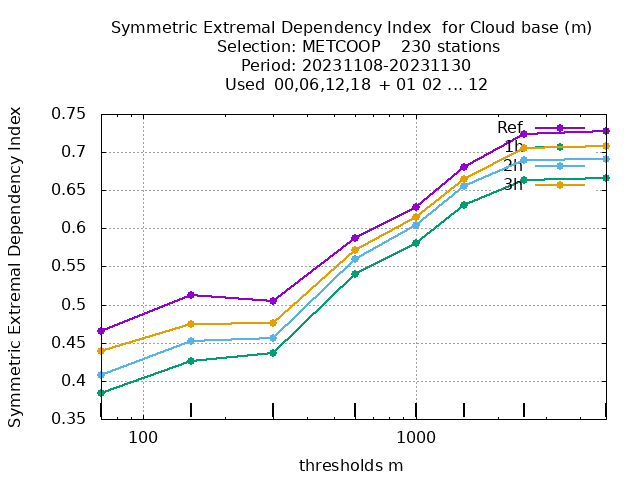 Symmetric Extremal Dependency Index  for Cloud base (m)
Selection: METCOOP    230 stations
Period: 20231108-20231130
Used  00,06,12,18  + 01 02 ... 12
Symmetric Extremal Dependency Index
0.75
0.7
0.65
0.6
0.55
0.5
0.45
0.4
0.35
Ref
1h
2h
3h
100
1000
thresholds m